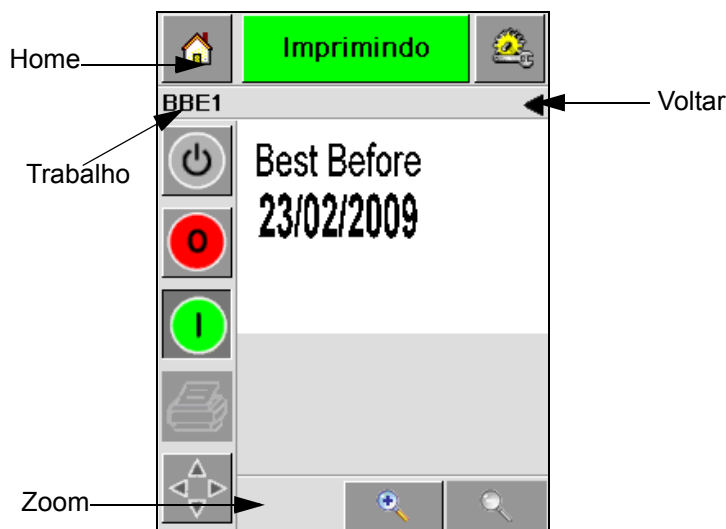 Home
Imprimindo
BBE1
Voltar
Trabalho
Best Before
23/02/2009
O
I
Zoom